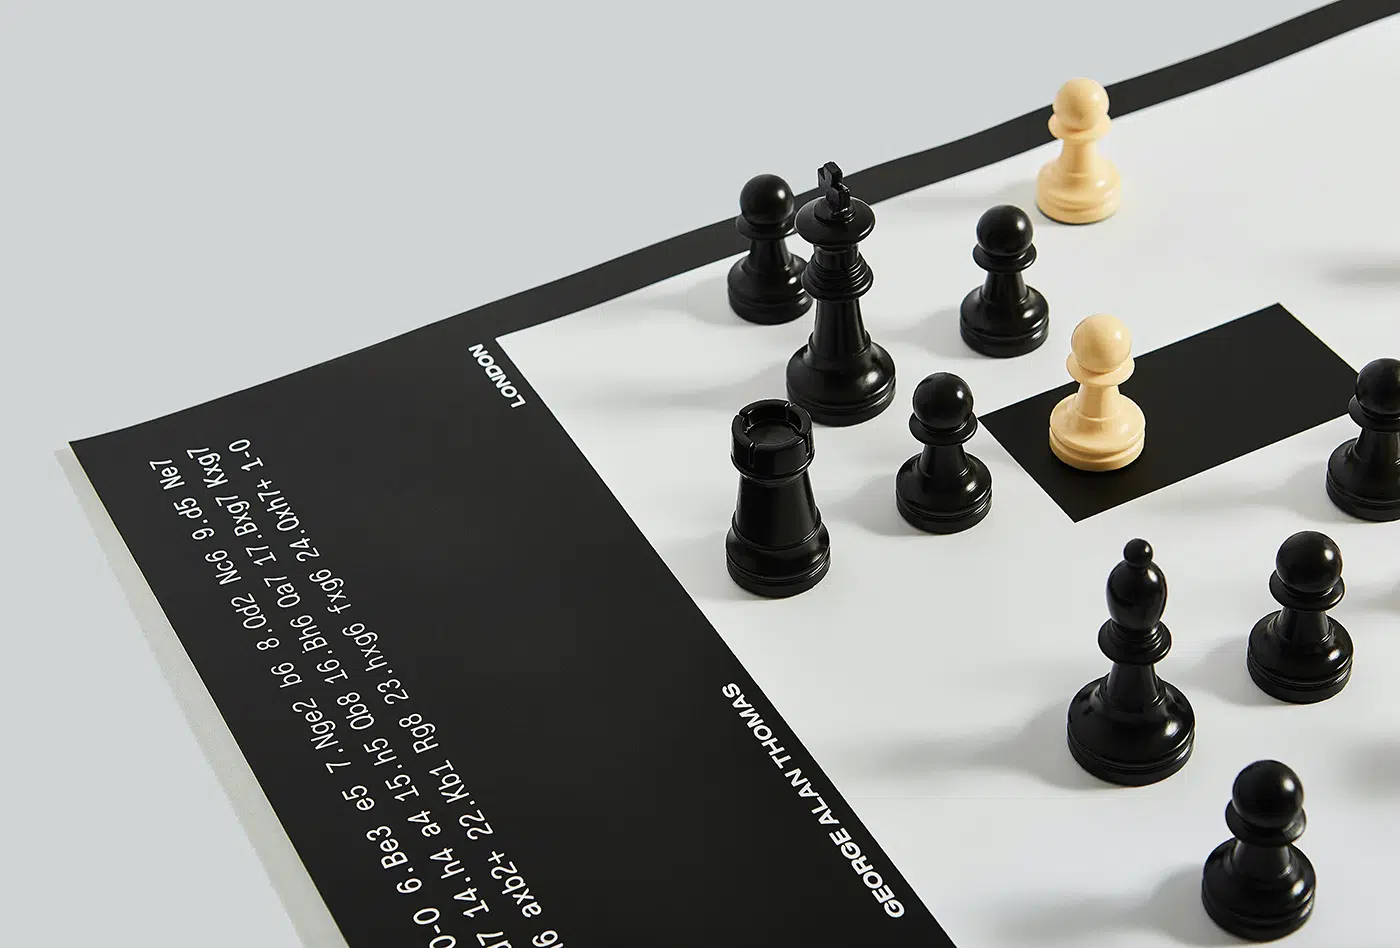 LONDON
GEORGE ALAN THOMAS
0-0 6.Be3 e5 7.Nge2 b6 8.Qd2 Nc6 9.d5 Ne7
14.h4 a4 15.h5 Qb8 16.Bh6 Qa7 17.Bxg7 Kxg7
axb2+ 22.Kb1 Rg8 23.hxg6 fxg6 24.Qxh7+ 1-0